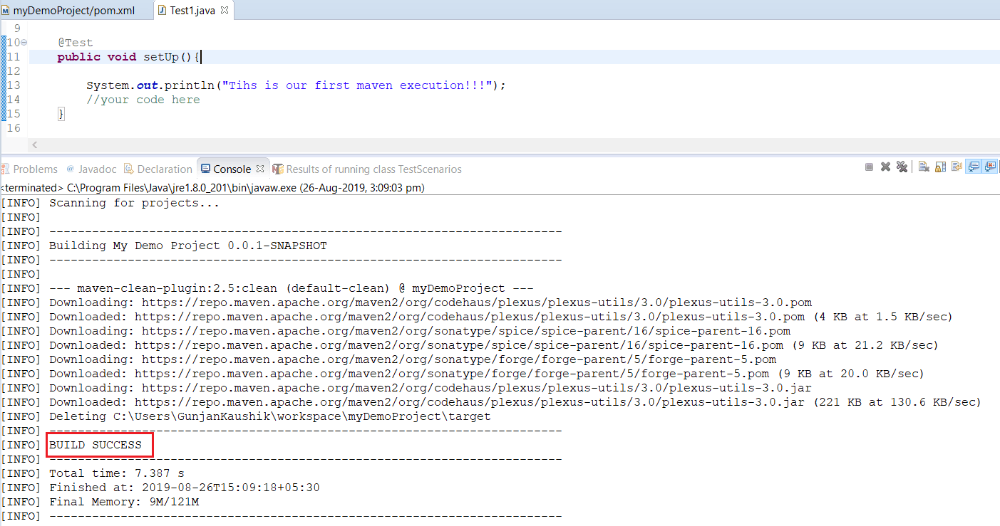 myDemoProject/pom.xml Test1.java
9
10 @Test
11 public void setUp(){
12
13 System.out.println("Tihs is our first maven execution!!!");
14 //your code here
15 }
16
Problems @ Javadoc Declaration Console Results of running class TestScenarios
<terminated> C:\Program Files\Java\jre1.8.0_201\bin\javaw.exe (26-Aug-2019, 3:09:03 pm)
[INFO] Scanning for projects...
[INFO]
[INFO] ------------------------------------------------------------------------
[INFO] Building My Demo Project 0.0.1-SNAPSHOT
[INFO] ------------------------------------------------------------------------
[INFO]
[INFO] --- maven-clean-plugin:2.5:clean (default-clean) @ myDemoProject ---
[INFO] Downloading: https://repo.maven.apache.org/maven2/org/codehaus/plexus/plexus-utils/3.0/plexus-utils-3.0.pom
[INFO] Downloaded: https://repo.maven.apache.org/maven2/org/codehaus/plexus/plexus-utils/3.0/plexus-utils-3.0.pom (4 KB at 1.5 KB/sec)
[INFO] Downloading: https://repo.maven.apache.org/maven2/org/sonatype/spice/spice-parent/16/spice-parent-16.pom
[INFO] Downloaded: https://repo.maven.apache.org/maven2/org/sonatype/spice/spice-parent/16/spice-parent-16.pom (9 KB at 21.2 KB/sec)
[INFO] Downloading: https://repo.maven.apache.org/maven2/org/sonatype/forge/forge-parent/5/forge-parent-5.pom
[INFO] Downloaded: https://repo.maven.apache.org/maven2/org/sonatype/forge/forge-parent/5/forge-parent-5.pom (9 KB at 20.0 KB/sec)
[INFO] Downloading: https://repo.maven.apache.org/maven2/org/codehaus/plexus/plexus-utils/3.0/plexus-utils-3.0.jar
[INFO] Downloaded: https://repo.maven.apache.org/maven2/org/codehaus/plexus/plexus-utils/3.0/plexus-utils-3.0.jar (221 KB at 130.6 KB/sec)
[INFO] Deleting C:\Users\GunjanKaushik\workspace\myDemoProject\target
[INFO] ------------------------------------------------------------------------
[INFO] BUILD SUCCESS
[INFO] ------------------------------------------------------------------------
[INFO] Total time: 7.387 s
[INFO] Finished at: 2019-08-26T15:09:18+05:30
[INFO] Final Memory: 9M/121M
[INFO] ------------------------------------------------------------------------